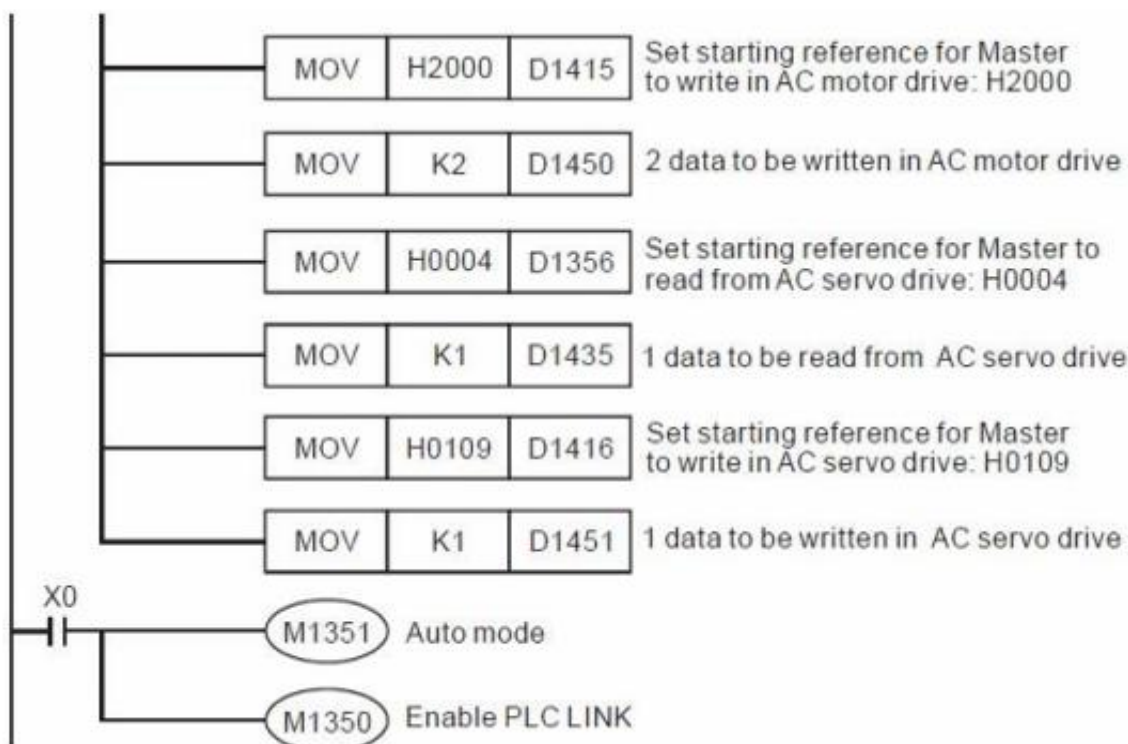 MOV H2000 D1415 Set starting reference for Master
to write in AC motor drive: H2000
MOV K2 D1450 2 data to be written in AC motor drive
MOV H0004 D1356 Set starting reference for Master to
read from AC servo drive: H0004
MOV K1 D1435 1 data to be read from AC servo drive
MOV H0109 D1416 Set starting reference for Master
to write in AC servo drive: H0109
MOV K1 D1451 1 data to be written in AC servo drive
X0
M1351 Auto mode
M1350 Enable PLC LINK